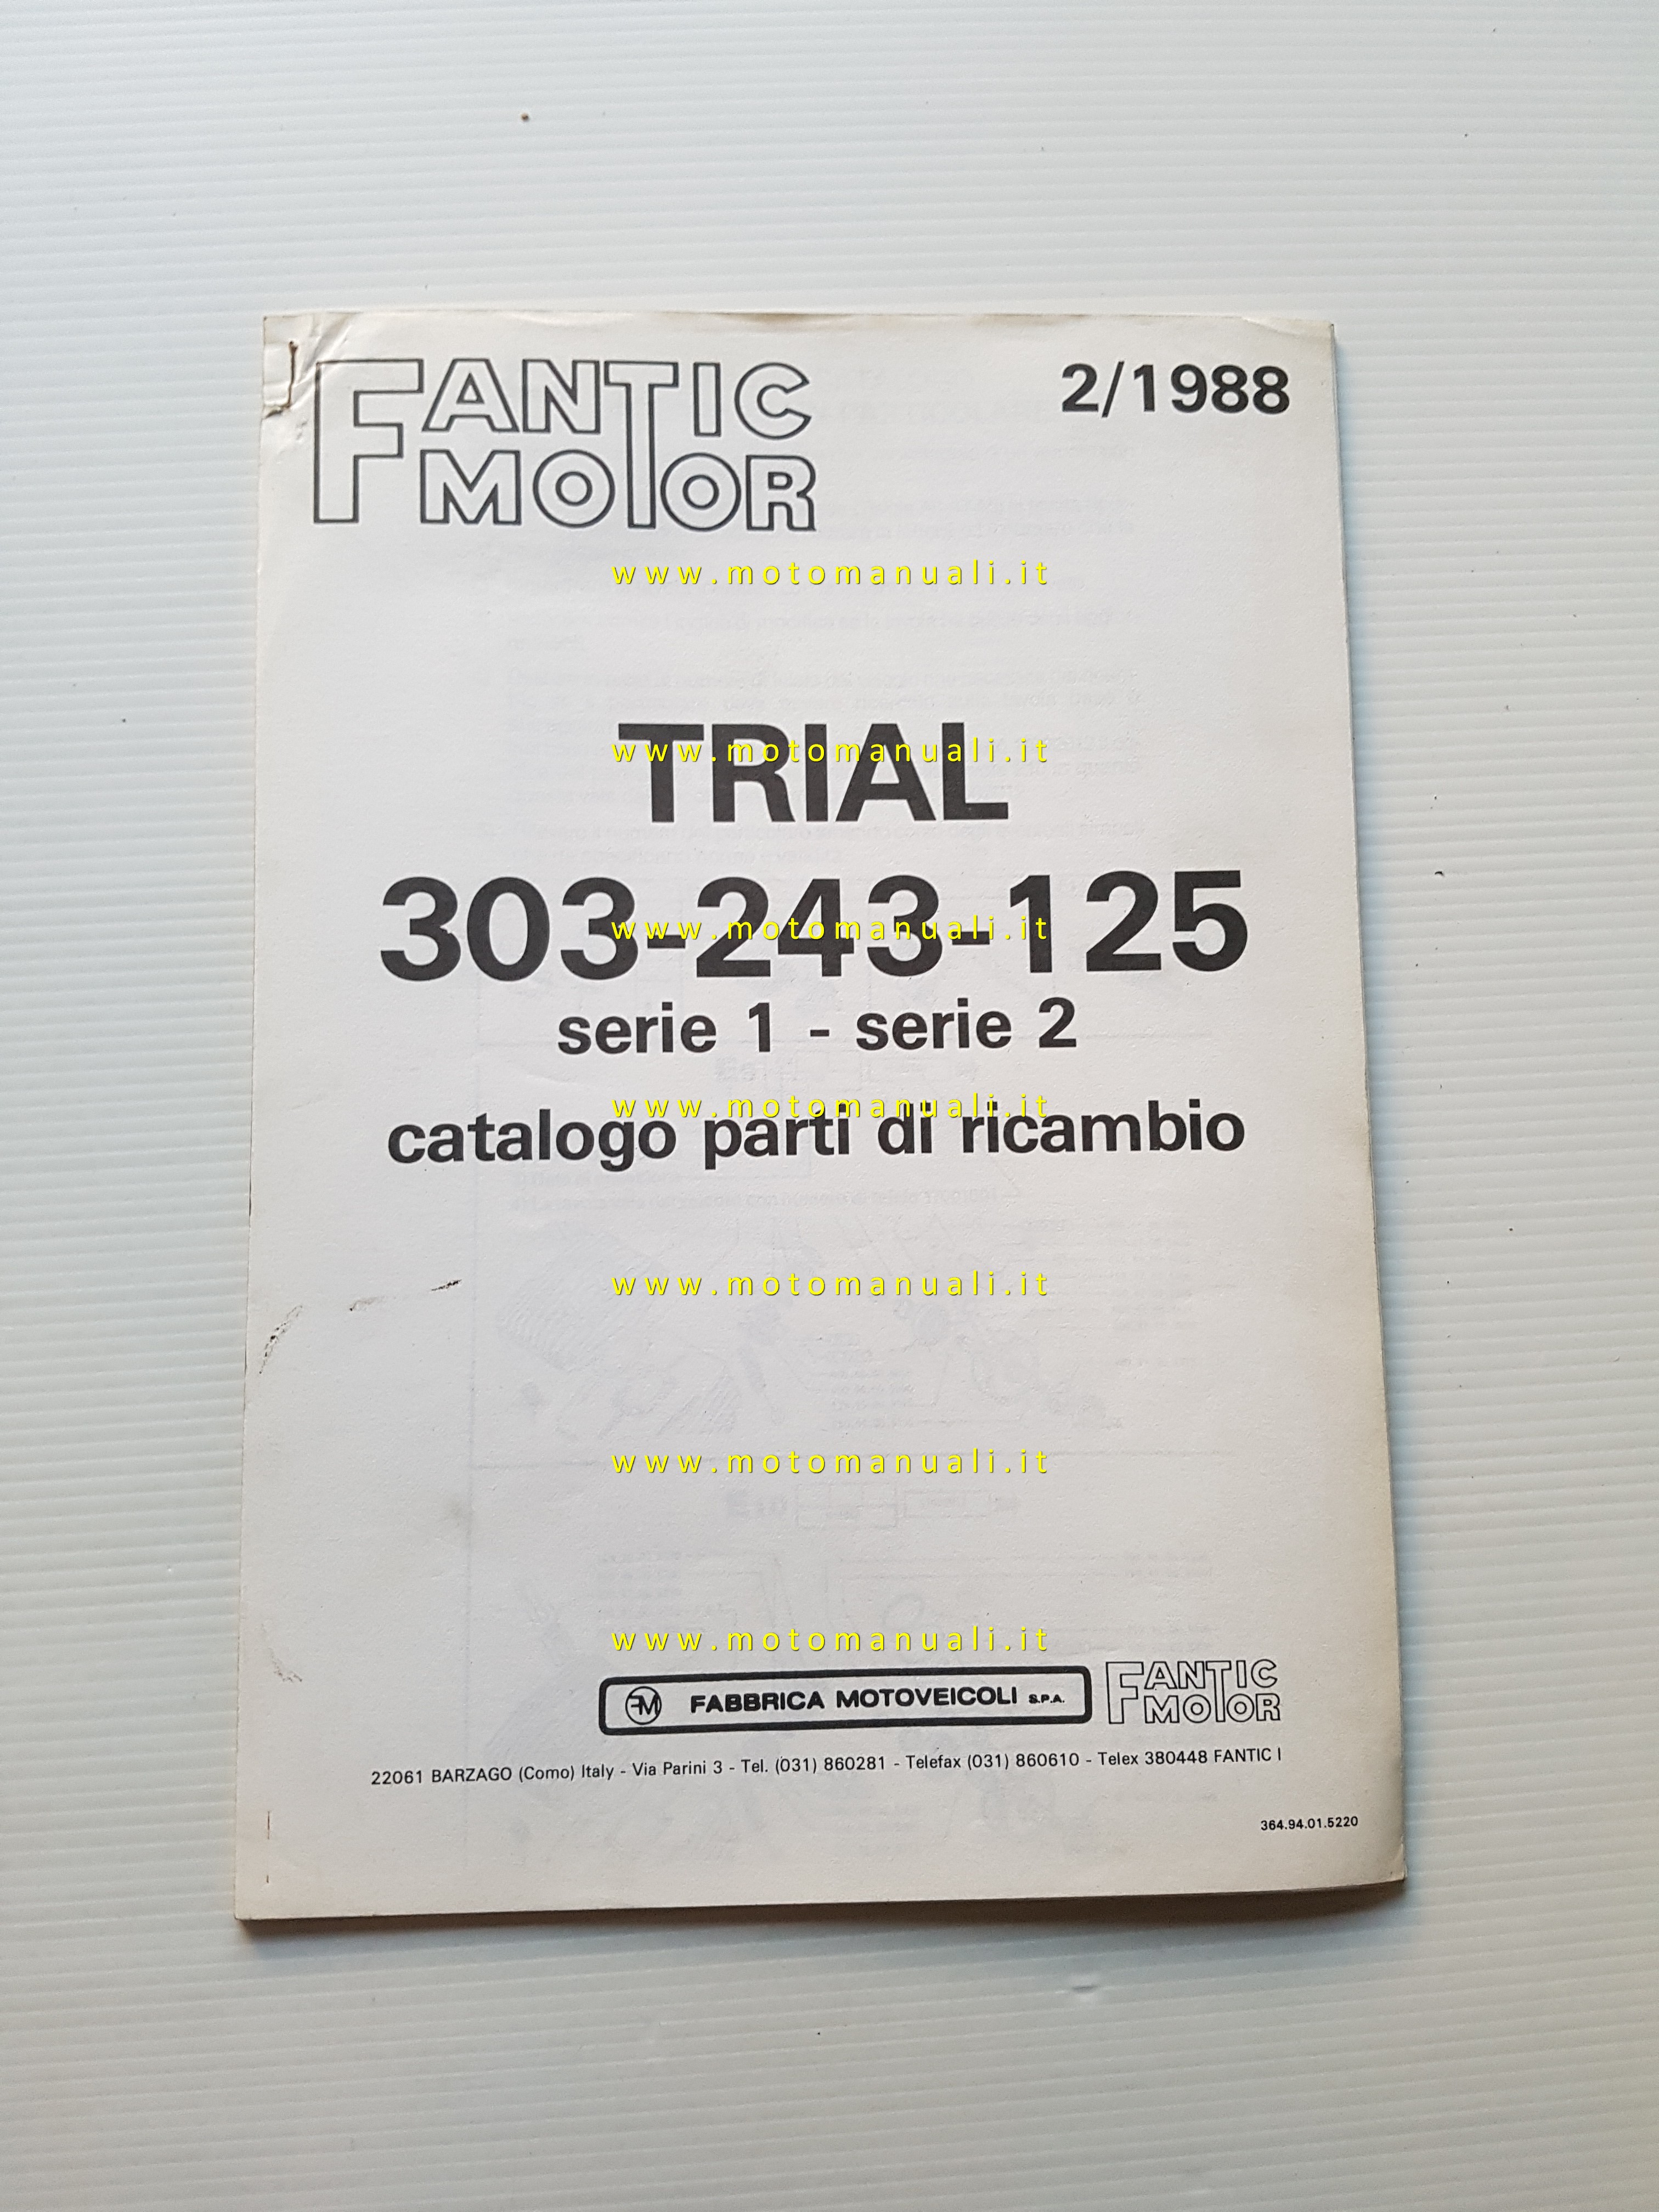 FANTIC
MOTOR
2/1988
www.motomanuali.it
TRIAL
www.motomanuali.it
303-243-125
www.motomanuali.it
serie 1 - serie 2
www.motomanuali.it
catalogo parti di ricambio
www.motomanuali.it
www.motomanuali.it
www.motomanuali.it
FM FABBRICA MOTOVEICOLI S.P.A.
FANTIC
MOTOR
22061 BARZAGO (Como) Italy - Via Parini 3 - Tel. (031) 860281 - Telefax (031) 860610 - Telex 380448 FANTIC I
364.94.01.5220